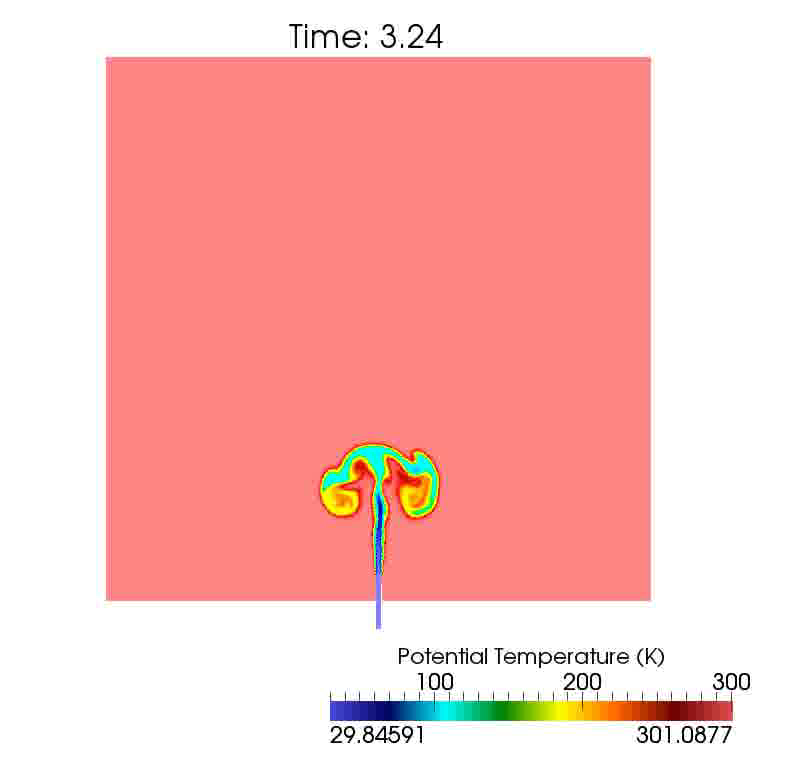 Time: 3.24
Potential Temperature (K)
100 200 300
29.84591 301.0877